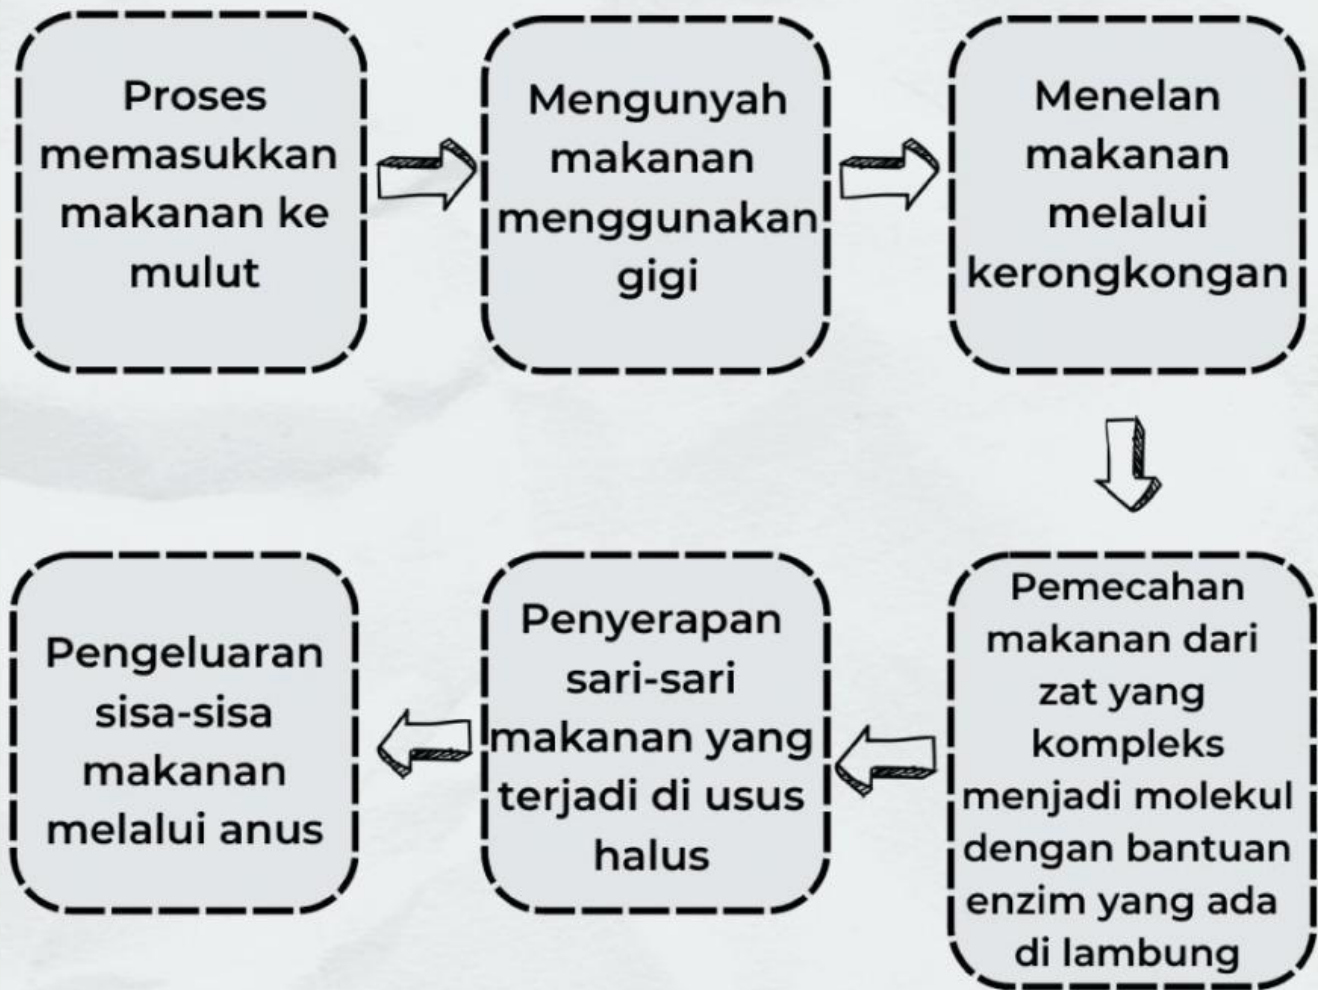 Proses
memasukkan
makanan ke
mulut
Mengunyah
makanan
menggunakan
gigi
Menelan
makanan
melalui
kerongkongan
Pemecahan
makanan dari
zat yang
kompleks
menjadi molekul
dengan bantuan
enzim yang ada
di lambung
Penyerapan
sari-sari
makanan yang
terjadi di usus
halus
Pengeluaran
sisa-sisa
makanan
melalui anus